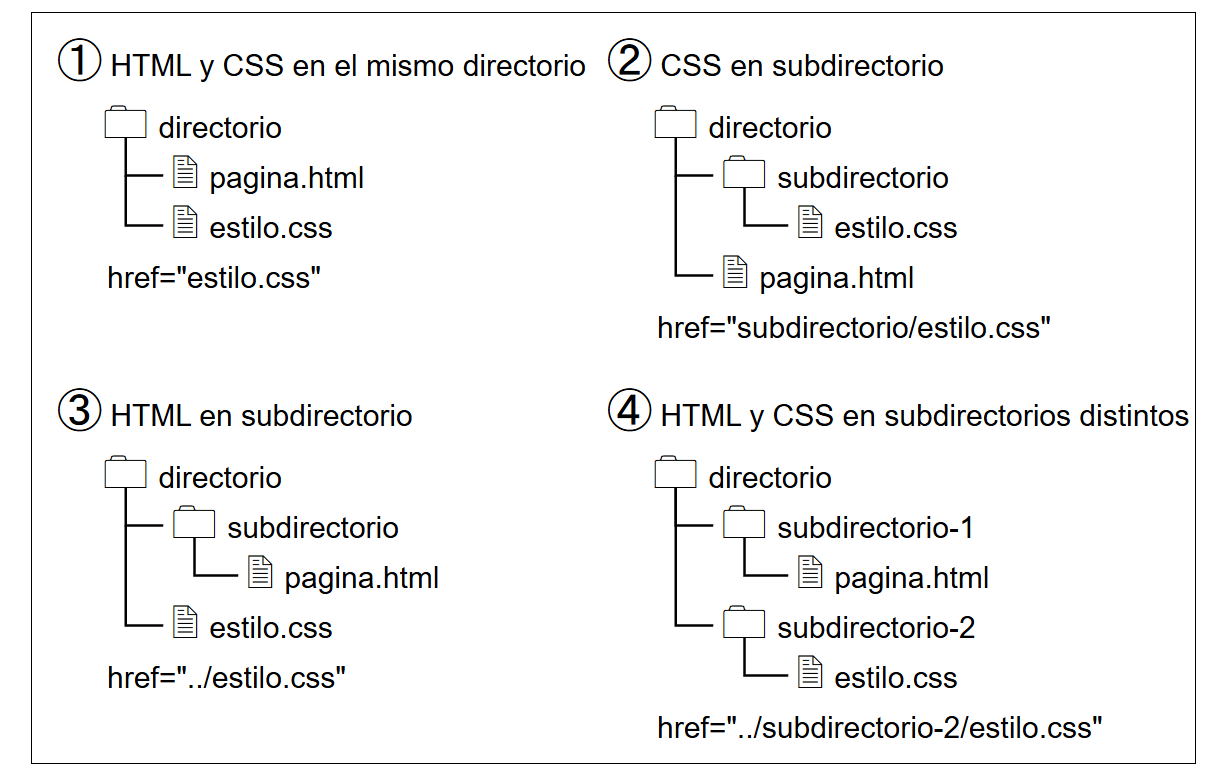 ① HTML y CSS en el mismo directorio
directorio
pagina.html
estilo.css
href="estilo.css"
② CSS en subdirectorio
directorio
subdirectorio
estilo.css
pagina.html
href="subdirectorio/estilo.css"
③ HTML en subdirectorio
directorio
subdirectorio
pagina.html
estilo.css
href="../estilo.css"
④ HTML y CSS en subdirectorios distintos
directorio
subdirectorio-1
pagina.html
subdirectorio-2
estilo.css
href="../subdirectorio-2/estilo.css"